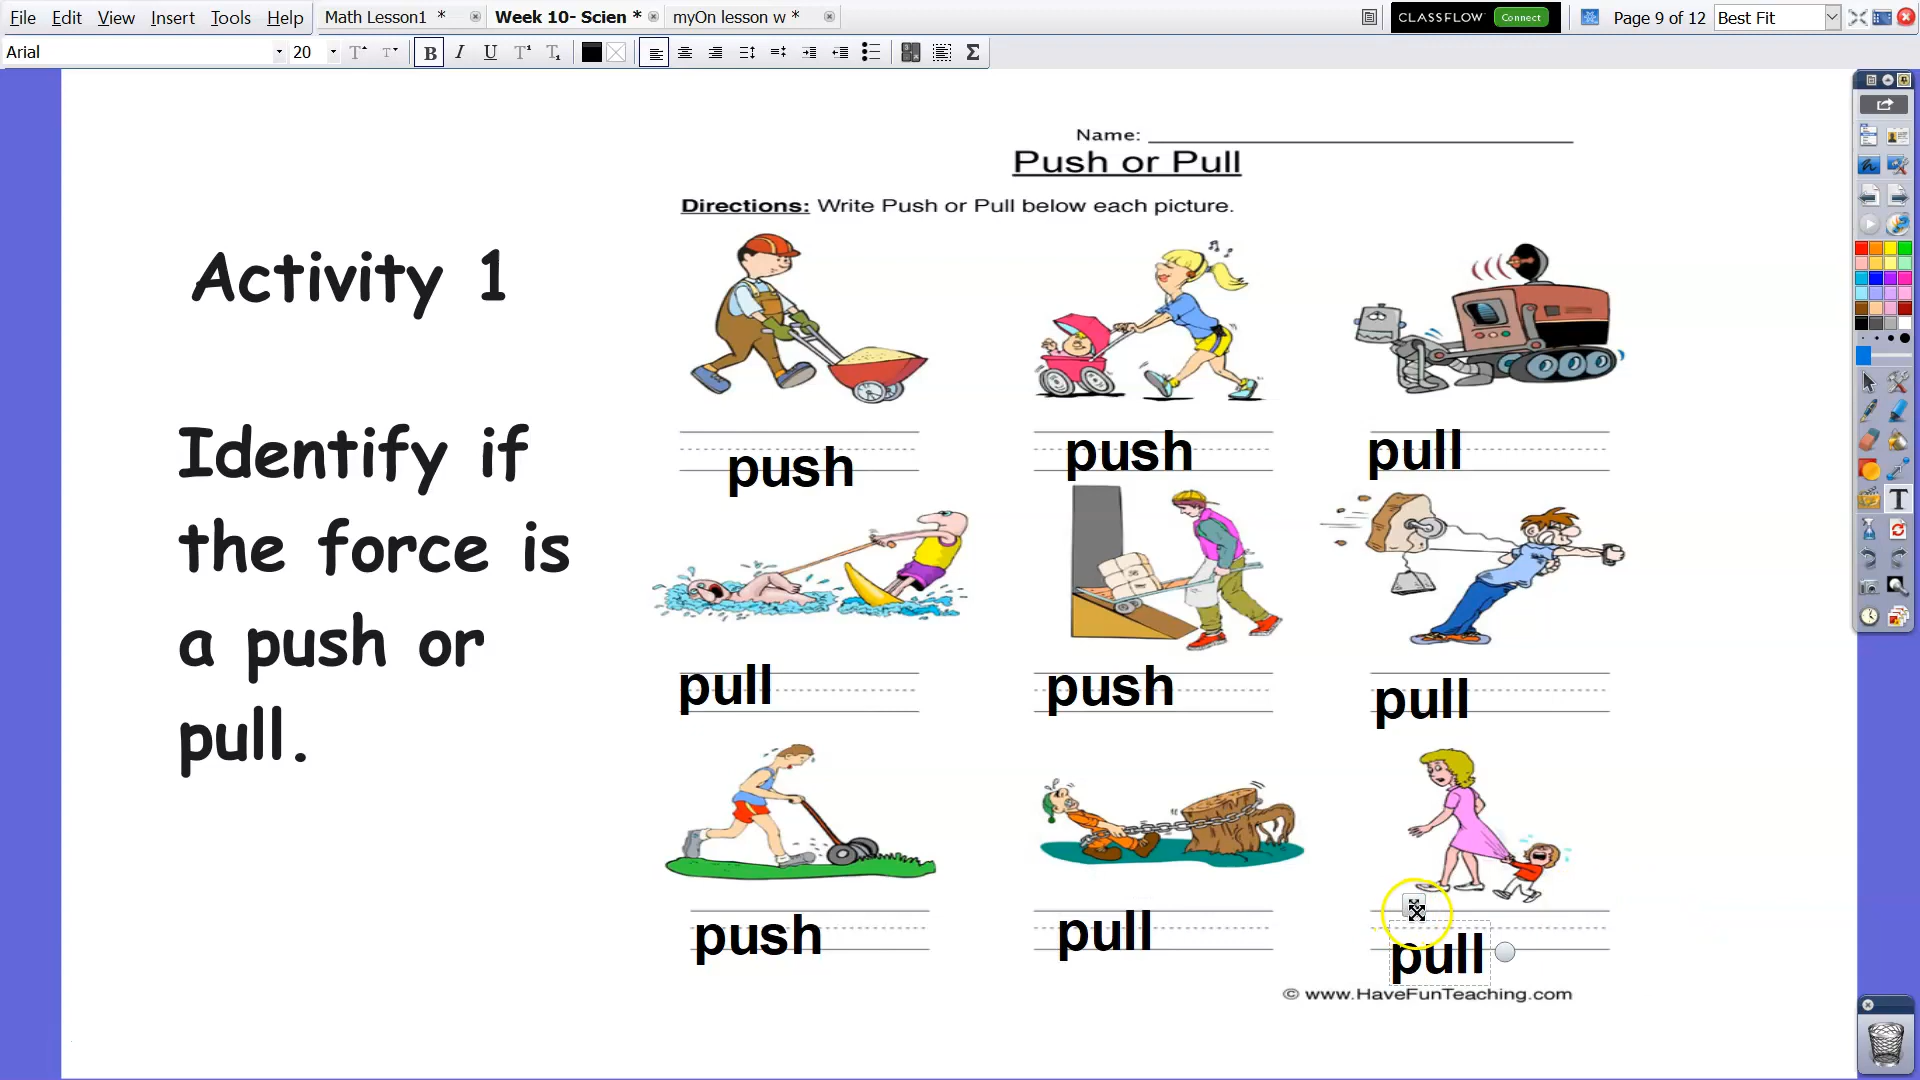 File Edit View Insert Tools Help Math Lesson1 * Week 10- Scien * myOn lesson w * CLASSFLOW Connect Page 9 of 12 Best Fit
Arial 20 B I U
Name:
Push or Pull
Directions: Write Push or Pull below each picture.
Activity 1
Identify if
the force is
a push or
pull.
push push pull
pull push pull
push pull pull
© www.HaveFunTeaching.com